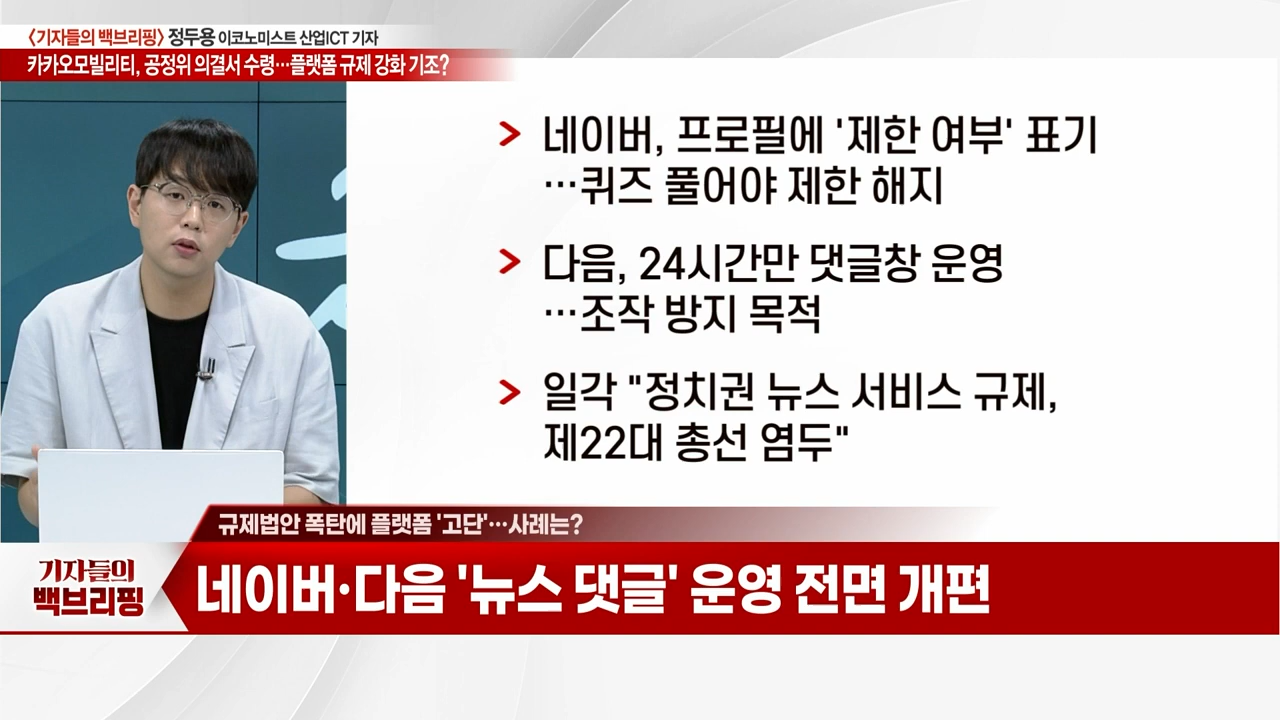 <기자들의 백브리핑> 정두용 이코노미스트 산업ICT 기자
카카오모빌리티, 공정위 의결서 수령…플랫폼 규제 강화 기조?
> 네이버, 프로필에 '제한 여부' 표기
…퀴즈 풀어야 제한 해지
> 다음, 24시간만 댓글창 운영
…조작 방지 목적
> 일각 "정치권 뉴스 서비스 규제,
제22대 총선 염두"
규제법안 폭탄에 플랫폼 '고단'…사례는?
기자들의
백브리핑
네이버·다음 '뉴스 댓글' 운영 전면 개편